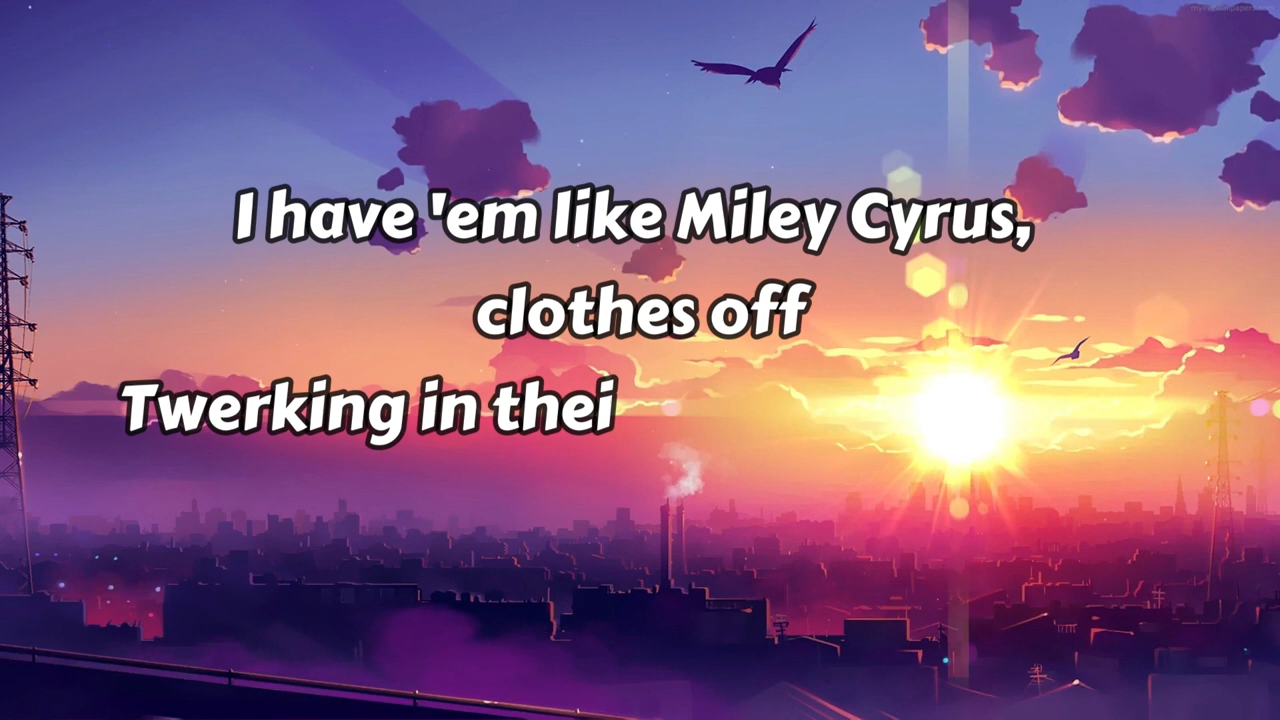 I have 'em like Miley Cyrus,
clothes off
Twerking in thei